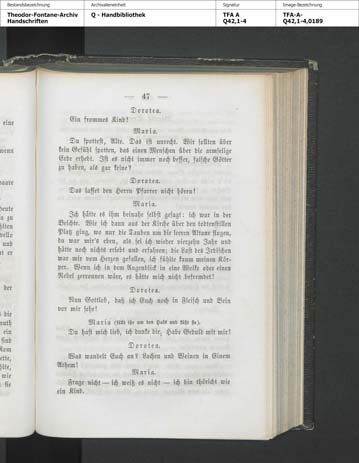 Bestandsbezeichnung
Theodor-Fontane-Archiv
Handschriften
Archivalieneinheit
Q - Handbibliothek
Signatur
TFA A
Q42,1-4
Image-Bezeichnung
TFA-A-
Q42,1-4,0189
— 47 —
Dorotea.
Ein frommes Kind!
Maria.
Du spottest, Alte. Das ist unrecht. Wir sollten über
kein Gefühl spotten, das einen Menschen über die armselige
Erde erhebt. Ist es nicht immer noch besser, falsche Götter
zu haben, als gar keine?
Dorotea.
Das lasset den Herrn Pfarrer nicht hören!
Maria.
Ich hätte es ihm beinahe selbst gesagt: ich war in der
Beichte. Wie ich dann aus der Kirche über den todtenstillen
Platz ging, wo nur die Tauben um die leeren Altane flogen,
da war mir's eben, als sei ich wieder vierzehn Jahr und
hätte noch nichts erlebt und erfahren; die Last des Irdischen
war mir vom Herzen gefallen, ich fühlte kaum meinen Kör-
per. Wenn ich in dem Augenblick in eine Wolke oder einen
Nebel zerronnen wäre, es hätte mich nicht befremdet!
Dorotea.
Nun Gottlob, daß ich Euch noch in Fleisch und Bein
vor mir sehe!
Maria (fällt ihr um den Hals und küßt sie).
Du hast mich lieb, ich danke dir. Habe Geduld mit mir!
Dorotea.
Was wandelt Euch an? Lachen und Weinen in Einem
Athem!
Maria.
Frage nicht — ich weiß es nicht — ich bin thöricht wie
ein Kind.